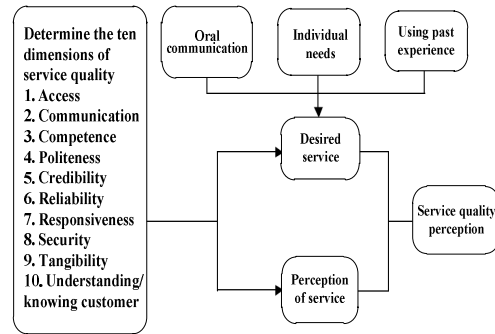 Determine the ten
dimensions of
service quality
1. Access
2. Communication
3. Competence
4. Politeness
5. Credibility
6. Reliability
7. Responsiveness
8. Security
9. Tangibility
10. Understanding/
knowing customer
Oral
communication
Individual
needs
Using past
experience
Desired
service
Perception
of service
Service quality
perception